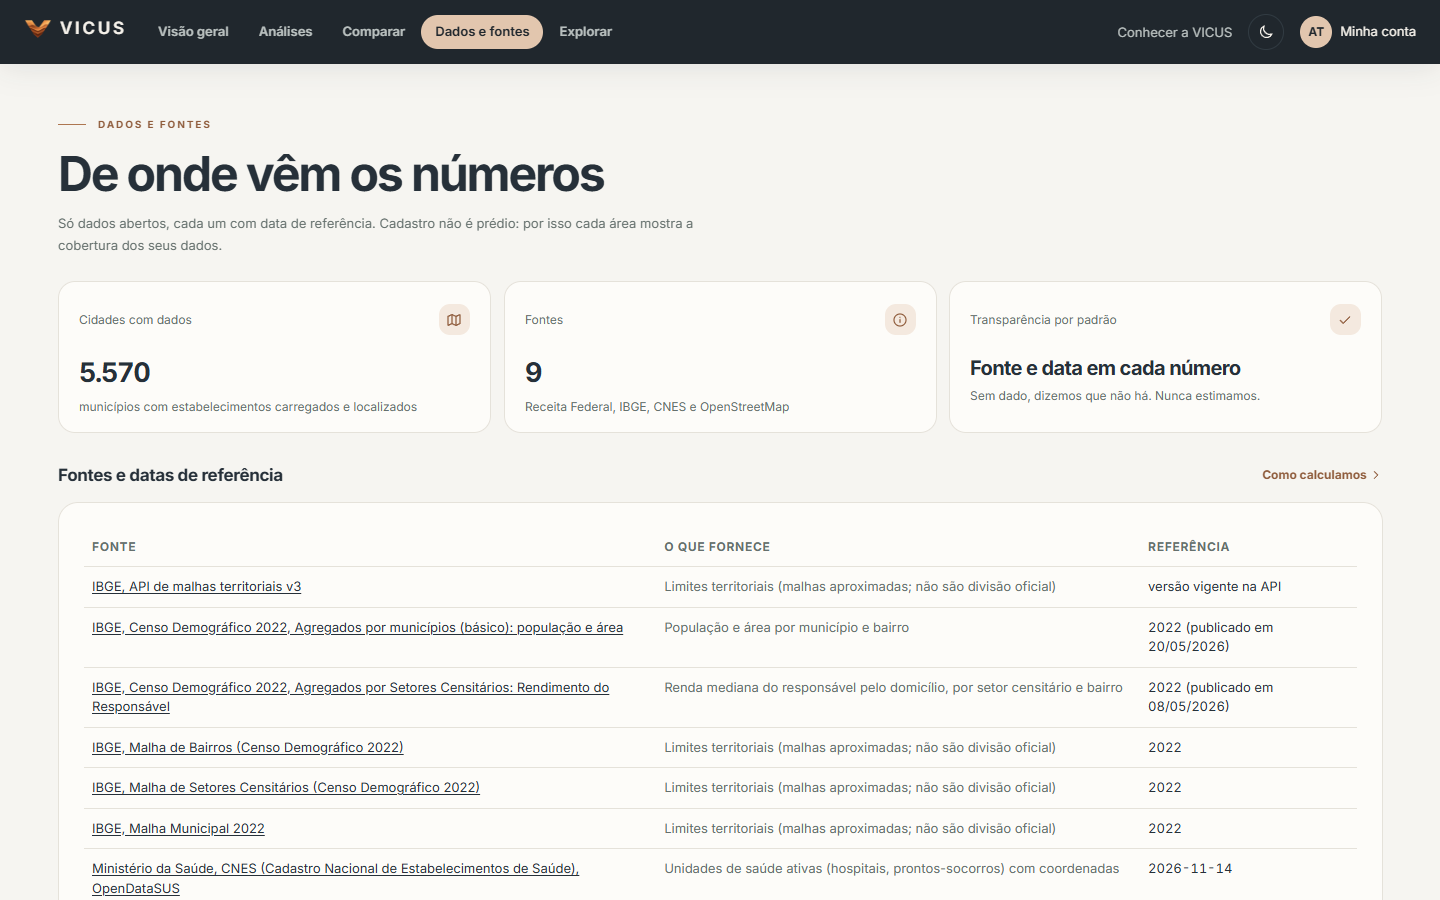 VICUS
Visão geral
Análises
Comparar
Dados e fontes
Explorar
Conhecer a VICUS
AT
Minha conta
DADOS E FONTES
De onde vêm os números
Só dados abertos, cada um com data de referência. Cadastro não é prédio: por isso cada área mostra a
cobertura dos seus dados.
Cidades com dados
5.570
municípios com estabelecimentos carregados e localizados
Fontes
9
Receita Federal, IBGE, CNES e OpenStreetMap
Transparência por padrão
Fonte e data em cada número
Sem dado, dizemos que não há. Nunca estimamos.
Fontes e datas de referência
Como calculamos
FONTE
O QUE FORNECE
REFERÊNCIA
IBGE, API de malhas territoriais v3
Limites territoriais (malhas aproximadas; não são divisão oficial)
versão vigente na API
IBGE, Censo Demográfico 2022, Agregados por municípios (básico): população e área
População e área por município e bairro
2022 (publicado em
20/05/2026)
IBGE, Censo Demográfico 2022, Agregados por Setores Censitários: Rendimento do
Responsável
Renda mediana do responsável pelo domicílio, por setor censitário e bairro
2022 (publicado em
08/05/2026)
IBGE, Malha de Bairros (Censo Demográfico 2022)
Limites territoriais (malhas aproximadas; não são divisão oficial)
2022
IBGE, Malha de Setores Censitários (Censo Demográfico 2022)
Limites territoriais (malhas aproximadas; não são divisão oficial)
2022
IBGE, Malha Municipal 2022
Limites territoriais (malhas aproximadas; não são divisão oficial)
2022
Ministério da Saúde, CNES (Cadastro Nacional de Estabelecimentos de Saúde),
OpenDataSUS
Unidades de saúde ativas (hospitais, prontos-socorros) com coordenadas
2026-11-14